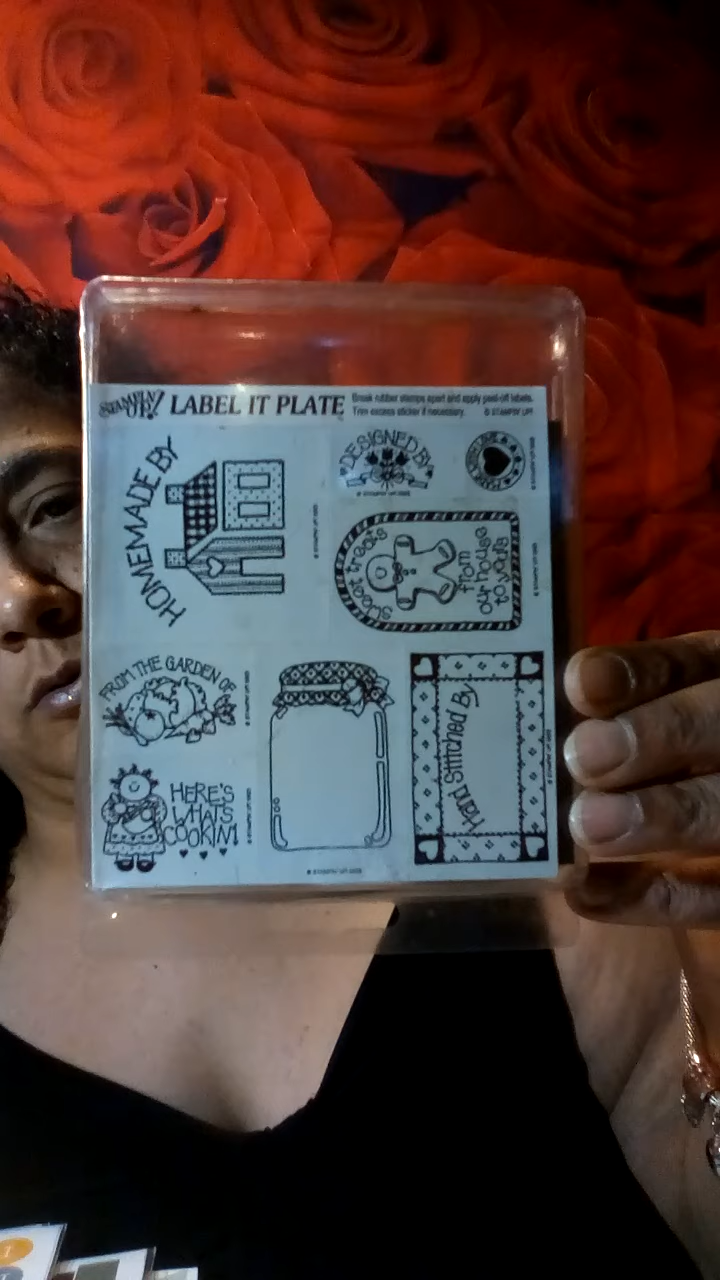 STAMPIN' UP! LABEL IT PLATE
Break rubber stamps apart and apply peel-off labels.
Trim excess sticker if necessary. © STAMPIN' UP!
HOMEMADE BY
DESIGNED BY
sweet treats
from
our house
to yours
FROM THE GARDEN OF
HERE'S
WHAT'S
COOKIN'!
Hand Stitched By